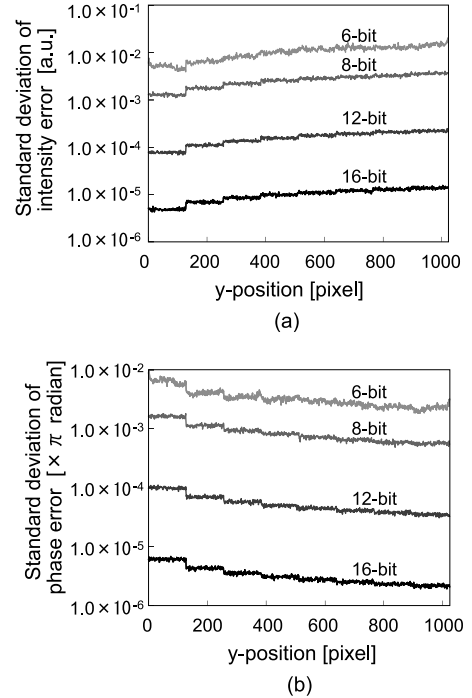 Standard deviation of
intensity error [a.u.]
1.0 × 10⁻¹
1.0 × 10⁻²
1.0 × 10⁻³
1.0 × 10⁻⁴
1.0 × 10⁻⁵
1.0 × 10⁻⁶
6-bit
8-bit
12-bit
16-bit
0 200 400 600 800 1000
y-position [pixel]
(a)
Standard deviation of
phase error [× π radian]
1.0 × 10⁻²
1.0 × 10⁻³
1.0 × 10⁻⁴
1.0 × 10⁻⁵
1.0 × 10⁻⁶
6-bit
8-bit
12-bit
16-bit
0 200 400 600 800 1000
y-position [pixel]
(b)